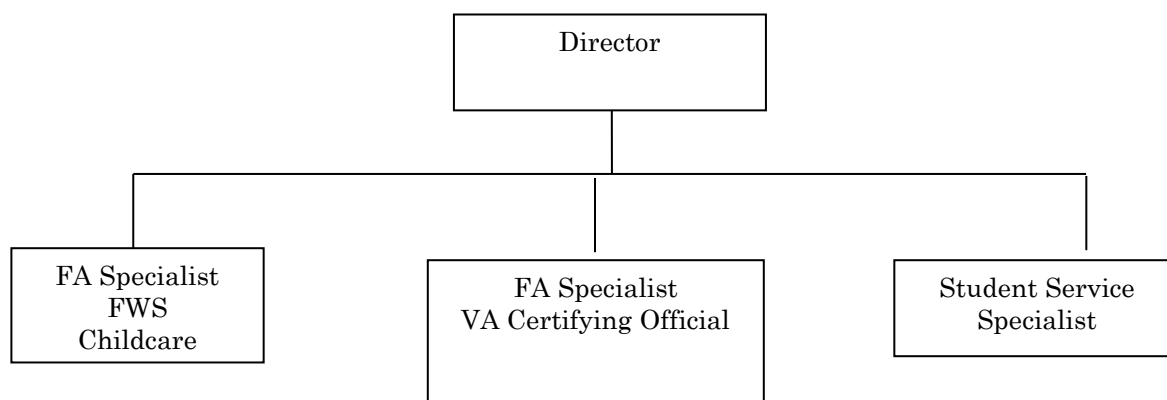 Director
FA Specialist
FWS
Childcare
FA Specialist
VA Certifying Official
Student Service
Specialist